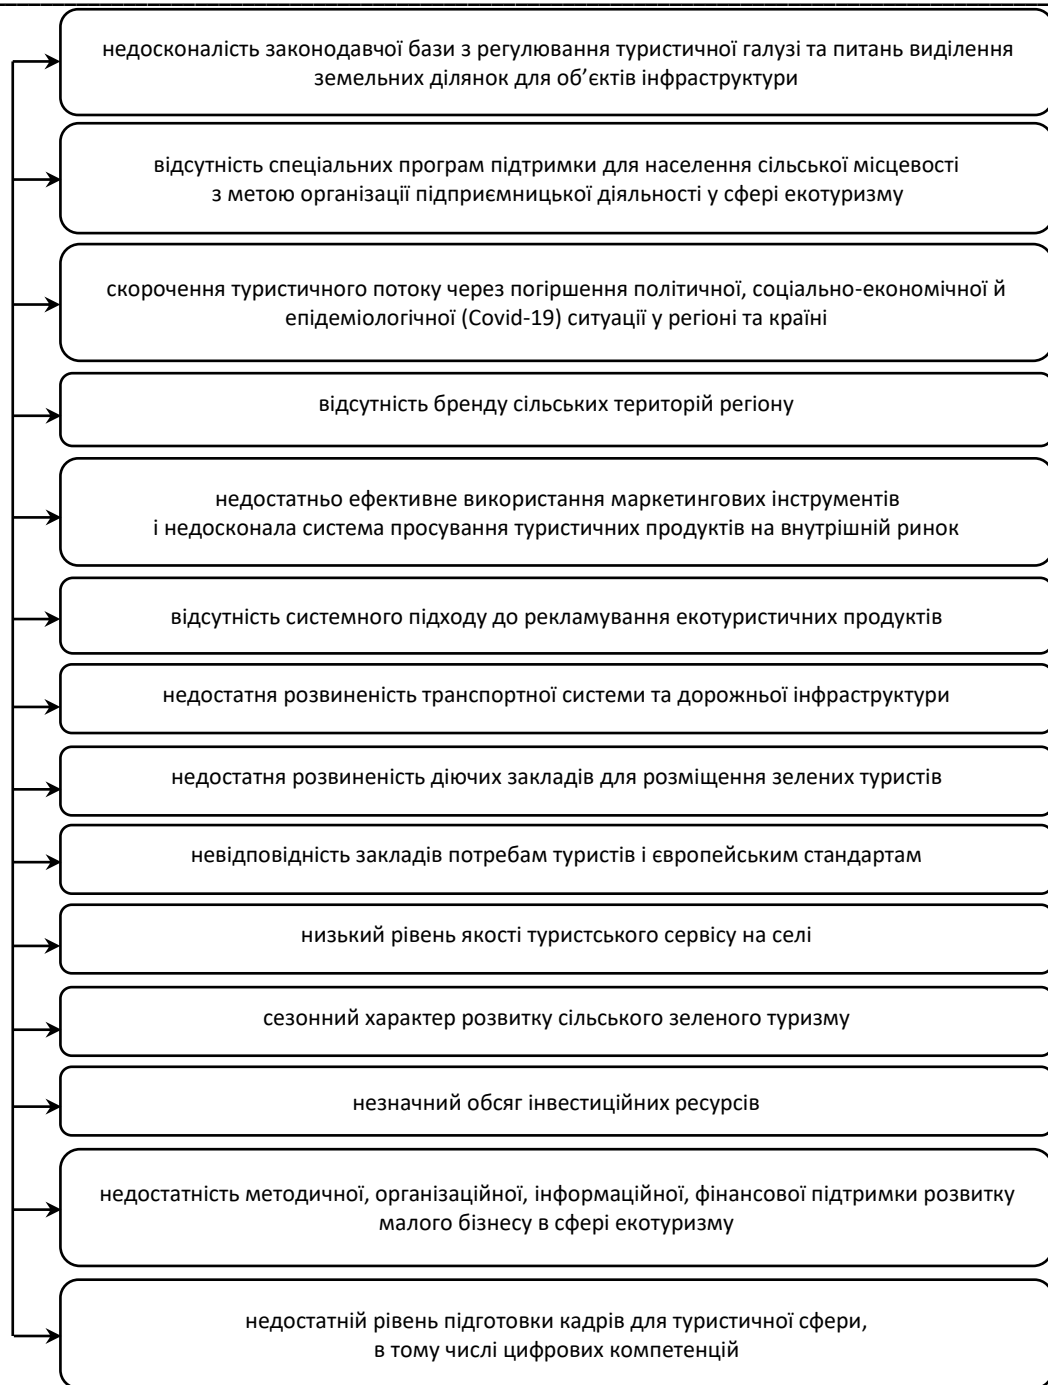 недосконалість законодавчої бази з регулювання туристичної галузі та питань виділення
земельних ділянок для об’єктів інфраструктури
відсутність спеціальних програм підтримки для населення сільської місцевості
з метою організації підприємницької діяльності у сфері екотуризму
скорочення туристичного потоку через погіршення політичної, соціально-економічної й
епідеміологічної (Covid-19) ситуації у регіоні та країні
відсутність бренду сільських територій регіону
недостатньо ефективне використання маркетингових інструментів
і недосконала система просування туристичних продуктів на внутрішній ринок
відсутність системного підходу до рекламування екотуристичних продуктів
недостатня розвиненість транспортної системи та дорожньої інфраструктури
недостатня розвиненість діючих закладів для розміщення зелених туристів
невідповідність закладів потребам туристів і європейським стандартам
низький рівень якості туристського сервісу на селі
сезонний характер розвитку сільського зеленого туризму
незначний обсяг інвестиційних ресурсів
недостатність методичної, організаційної, інформаційної, фінансової підтримки розвитку
малого бізнесу в сфері екотуризму
недостатній рівень підготовки кадрів для туристичної сфери,
в тому числі цифрових компетенцій